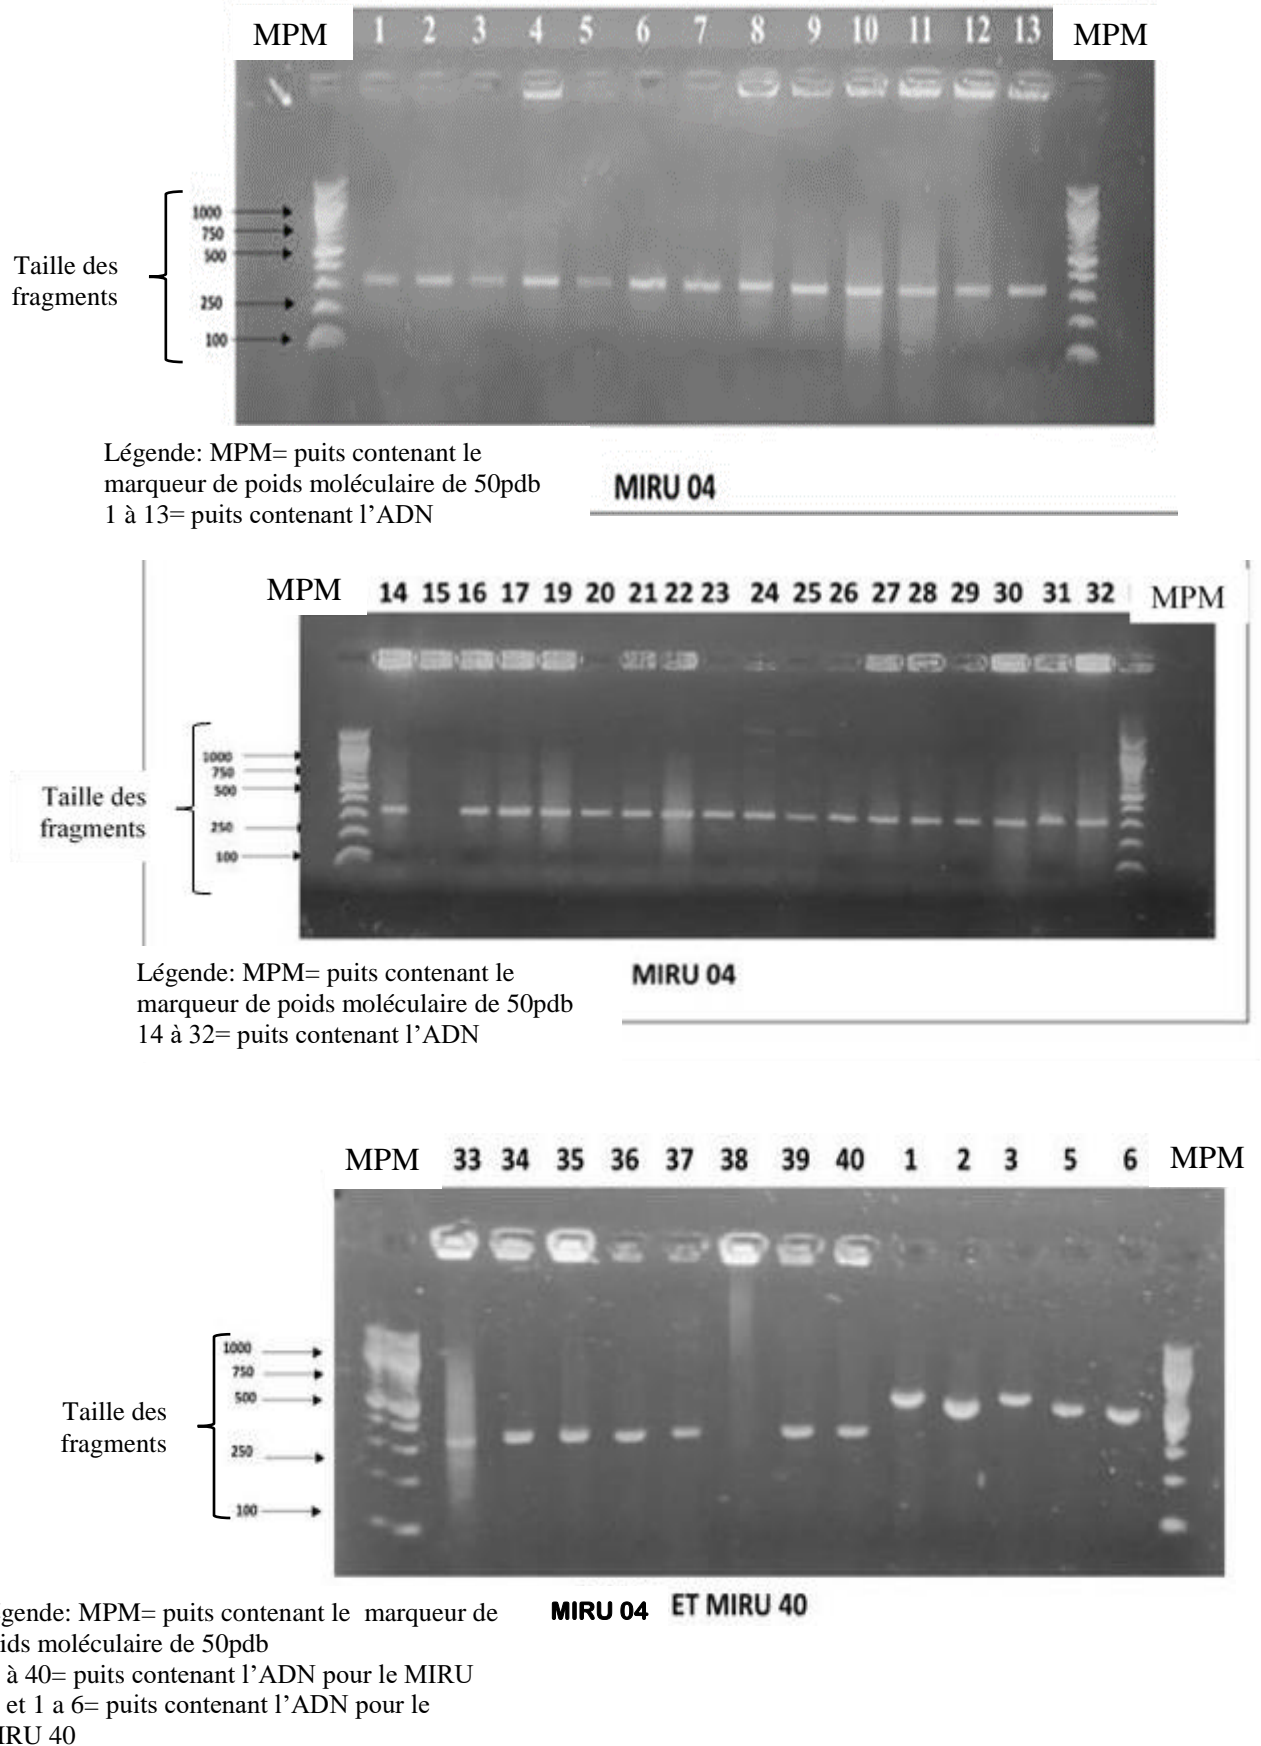 MPM 1 2 3 4 5 6 7 8 9 10 11 12 13 MPM
1000
750
500
Taille des
fragments
250
100
Légende: MPM= puits contenant le
marqueur de poids moléculaire de 50pdb
1 à 13= puits contenant l’ADN
MIRU 04
MPM 14 15 16 17 19 20 21 22 23 24 25 26 27 28 29 30 31 32 MPM
1000
750
500
Taille des
fragments
250
100
Légende: MPM= puits contenant le
marqueur de poids moléculaire de 50pdb
14 à 32= puits contenant l’ADN
MIRU 04
MPM 33 34 35 36 37 38 39 40 1 2 3 5 6 MPM
1000
750
500
Taille des
fragments
250
100
MIRU 04 ET MIRU 40
gende: MPM= puits contenant le marqueur de
ids moléculaire de 50pdb
à 40= puits contenant l’ADN pour le MIRU
et 1 a 6= puits contenant l’ADN pour le
IRU 40